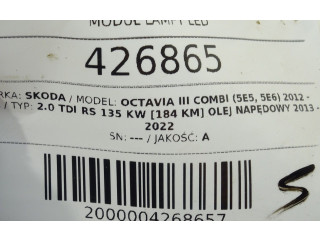 MODUŁ LAMPY LED
426865
RKA: SKODA / MODEL: OCTAVIA III COMBI (5E5, 5E6) 2012 -
/ TYP: 2.0 TDI RS 135 KW [184 KM] OLEJ NAPĘDOWY 2013 -
2022
SN: --- / JAKOŚĆ: A
2000004268657
S